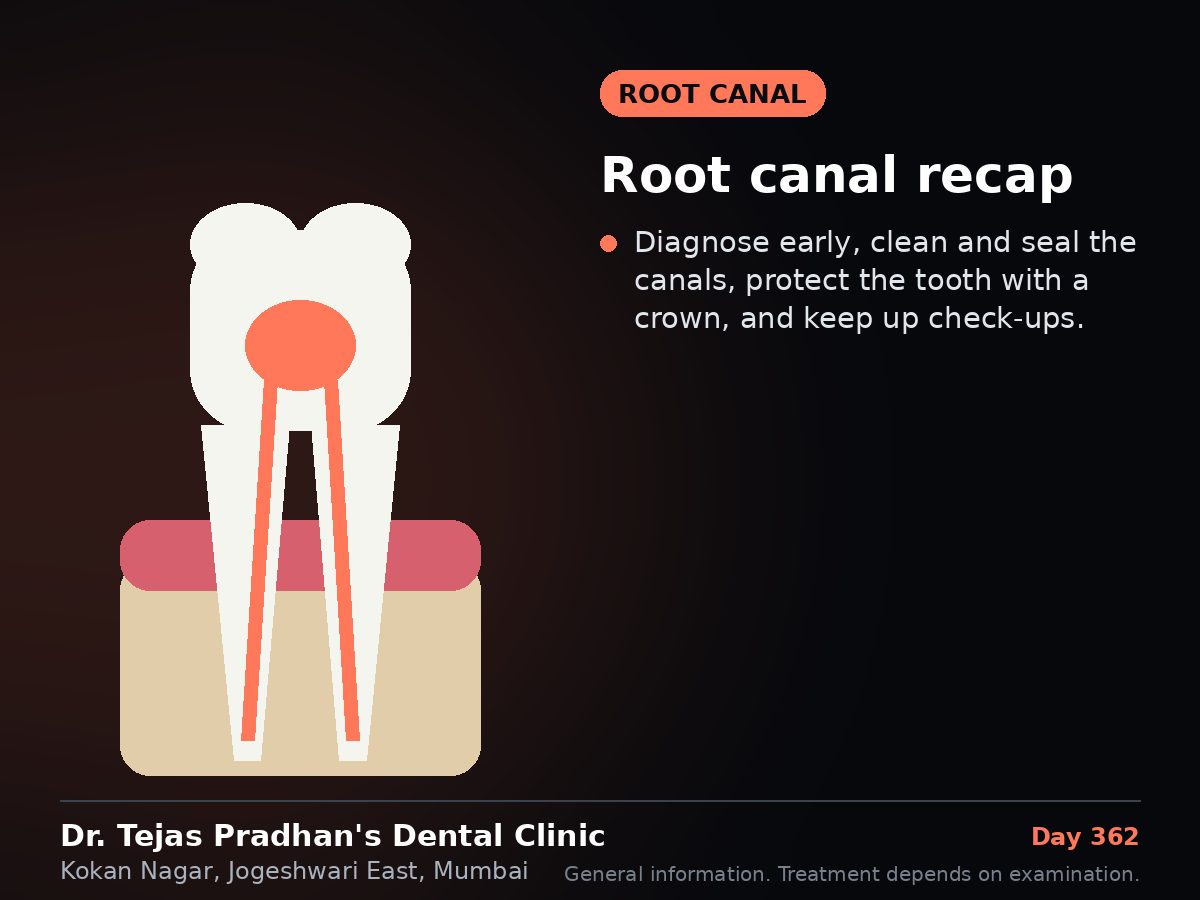 ROOT CANAL
Root canal recap
Diagnose early, clean and seal the
canals, protect the tooth with a
crown, and keep up check-ups.
Dr. Tejas Pradhan's Dental Clinic
Day 362
Kokan Nagar, Jogeshwari East, Mumbai
General information. Treatment depends on examination.